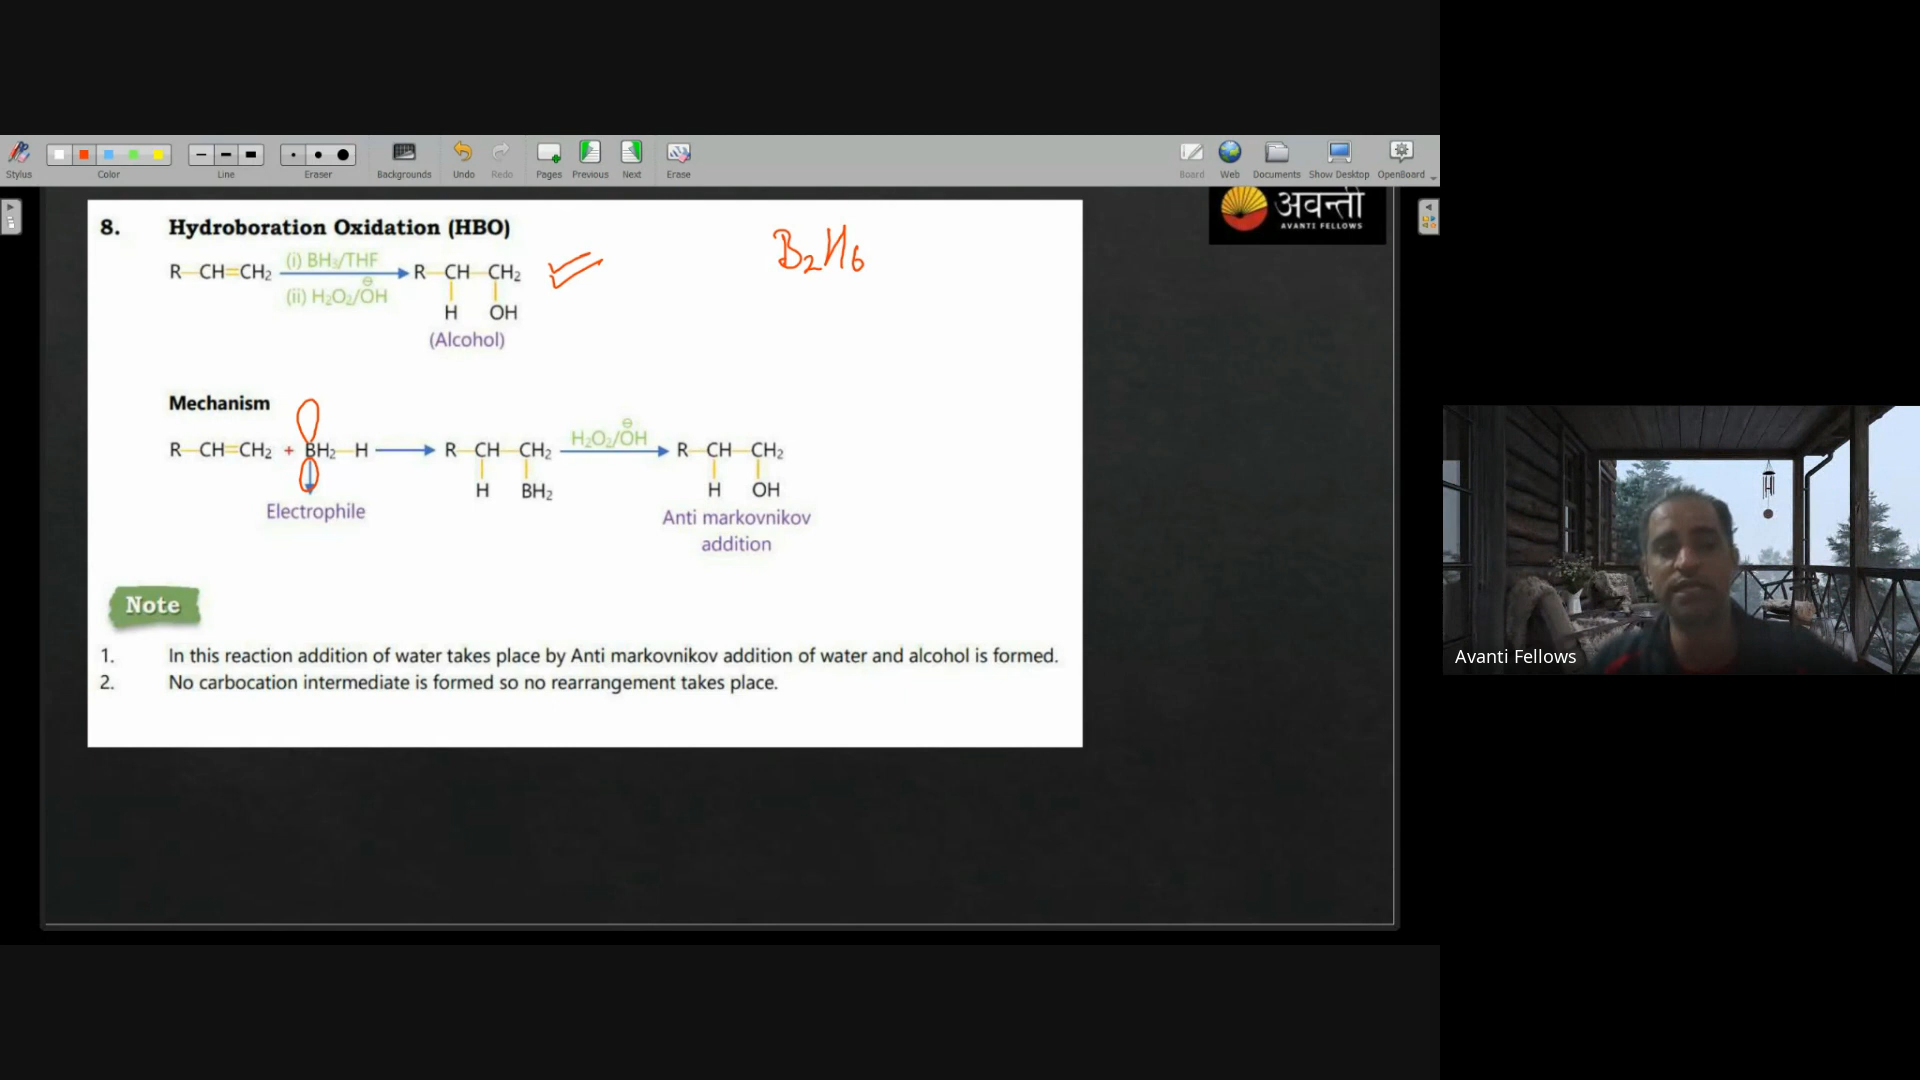 Stylus Color Line Eraser Backgrounds Undo Redo Pages Previous Next Erase Board Web Documents Show Desktop OpenBoard
अवन्ती
AVANTI FELLOWS
8. Hydroboration Oxidation (HBO)
B₂H₆
(i) BH₃/THF
R—CH=CH₂ → R—CH—CH₂
(ii) H₂O₂/OH⊖
H OH
(Alcohol)
Mechanism
R—CH=CH₂ + BH₂—H → R—CH—CH₂ H₂O₂/OH⊖ → R—CH—CH₂
H BH₂ H OH
Electrophile
Anti markovnikov
addition
Note
1. In this reaction addition of water takes place by Anti markovnikov addition of water and alcohol is formed.
2. No carbocation intermediate is formed so no rearrangement takes place.
Avanti Fellows